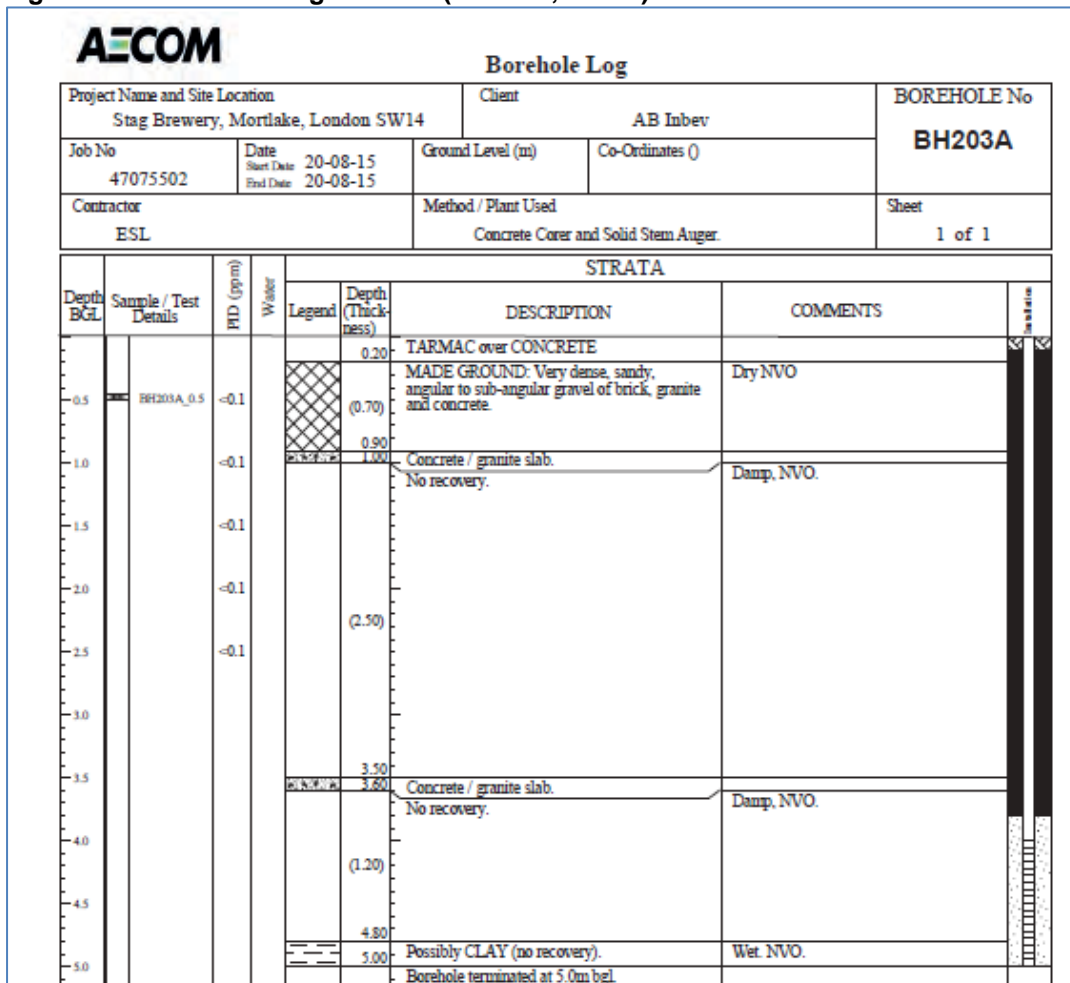 AECOM
Borehole Log
Project Name and Site Location
Stag Brewery, Mortlake, London SW14
Client
AB Inbev
BOREHOLE No
BH203A
Job No
47075502
Date
Start Date 20-08-15
End Date 20-08-15
Ground Level (m)
Co-Ordinates ()
Contractor
ESL
Method / Plant Used
Concrete Corer and Solid Stem Auger.
Sheet
1 of 1
STRATA
Depth BGL
Sample / Test Details
PID (ppm)
Water
Legend
Depth (Thick-ness)
DESCRIPTION
COMMENTS
Installation
0.20 TARMAC over CONCRETE
MADE GROUND: Very dense, sandy,
angular to sub-angular gravel of brick, granite
and concrete.
Dry NVO
0.5 BH203A_0.5 <0.1
(0.70)
0.90
1.00 Concrete / granite slab.
1.0 <0.1
No recovery.
Damp, NVO.
1.5 <0.1
2.0 <0.1
(2.50)
2.5 <0.1
3.0
3.50
3.5
3.60 Concrete / granite slab.
No recovery.
Damp, NVO.
4.0
(1.20)
4.5
4.80
5.00 Possibly CLAY (no recovery).
Wet. NVO.
5.0
Borehole terminated at 5.0m bgl.